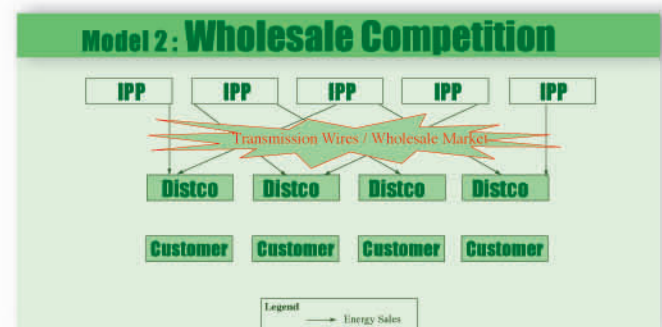 Model 2: Wholesale Competition
IPP IPP IPP IPP IPP
Transmission Wires / Wholesale Market
Distco Distco Distco Distco
Customer Customer Customer Customer
Legend
Energy Sales